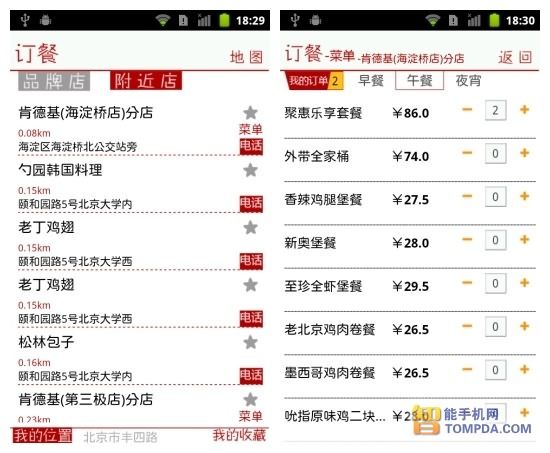 18:29
订餐
地图
品牌店 附近店
肯德基(海淀桥店)分店
0.08km 菜单
海淀区海淀桥北公交站旁 电话
勺园韩国料理
0.15km
颐和园路5号北京大学内 电话
老丁鸡翅
0.15km
颐和园路5号北京大学西 电话
老丁鸡翅
0.15km
颐和园路5号北京大学西 电话
松林包子
0.16km
颐和园路5号北京大学内 电话
肯德基(第三极店)分店
0.23km 菜单
我的位置 北京市丰四路 我的收藏
18:30
订餐-菜单-肯德基(海淀桥店)分店 返回
我的订单 2 早餐 午餐 夜宵
聚惠乐享套餐 ￥86.0 − 2 +
外带全家桶 ￥74.0 − 0 +
香辣鸡腿堡餐 ￥27.5 − 0 +
新奥堡餐 ￥28.0 − 0 +
至珍全虾堡餐 ￥29.5 − 0 +
老北京鸡肉卷餐 ￥26.5 − 0 +
墨西哥鸡肉卷餐 ￥26.5 − 0 +
吮指原味鸡二块... ￥23.0 − 0 +
智能手机网
TOMPDA.com